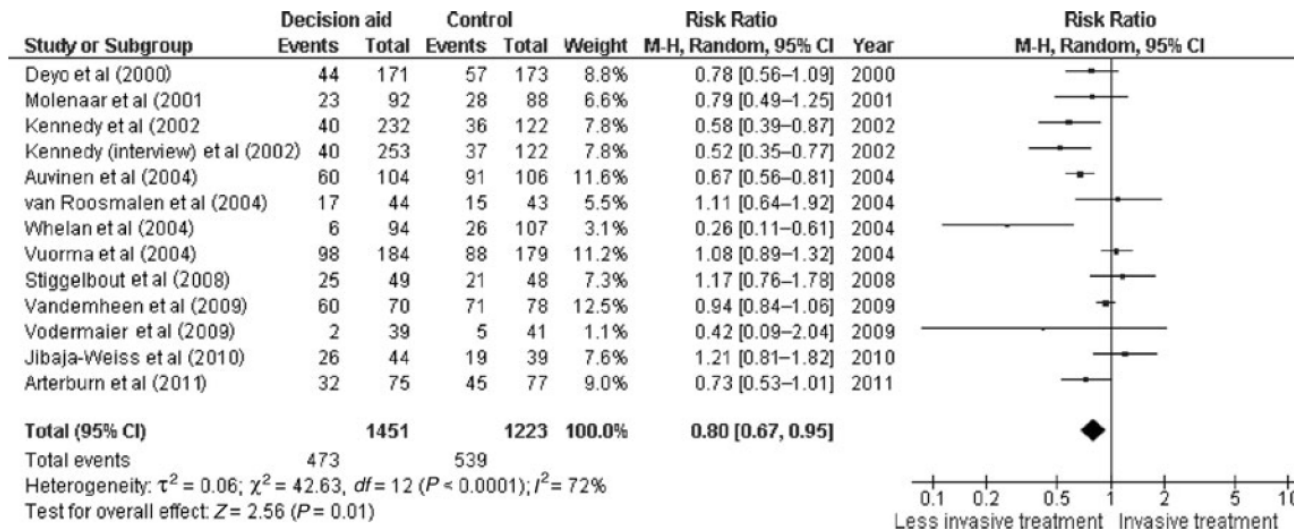 Decision aid Control Risk Ratio Risk Ratio
Study or Subgroup Events Total Events Total Weight M-H, Random, 95% CI Year M-H, Random, 95% CI
Deyo et al (2000) 44 171 57 173 8.8% 0.78 [0.56–1.09] 2000
Molenaar et al (2001 23 92 28 88 6.6% 0.79 [0.49–1.25] 2001
Kennedy et al (2002 40 232 36 122 7.8% 0.58 [0.39–0.87] 2002
Kennedy (interview) et al (2002) 40 253 37 122 7.8% 0.52 [0.35–0.77] 2002
Auvinen et al (2004) 60 104 91 106 11.6% 0.67 [0.56–0.81] 2004
van Roosmalen et al (2004) 17 44 15 43 5.5% 1.11 [0.64–1.92] 2004
Whelan et al (2004) 6 94 26 107 3.1% 0.26 [0.11–0.61] 2004
Vuorma et al (2004) 98 184 88 179 11.2% 1.08 [0.89–1.32] 2004
Stiggelbout et al (2008) 25 49 21 48 7.3% 1.17 [0.76–1.78] 2008
Vandemheen et al (2009) 60 70 71 78 12.5% 0.94 [0.84–1.06] 2009
Vodermaier et al (2009) 2 39 5 41 1.1% 0.42 [0.09–2.04] 2009
Jibaja-Weiss et al (2010) 26 44 19 39 7.6% 1.21 [0.81–1.82] 2010
Arterburn et al (2011) 32 75 45 77 9.0% 0.73 [0.53–1.01] 2011
Total (95% CI) 1451 1223 100.0% 0.80 [0.67, 0.95]
Total events 473 539
Heterogeneity: τ² = 0.06; χ² = 42.63, df = 12 (P < 0.0001); I² = 72%
Test for overall effect: Z = 2.56 (P = 0.01)
0.1 0.2 0.5 1 2 5 10
Less invasive treatment Invasive treatment